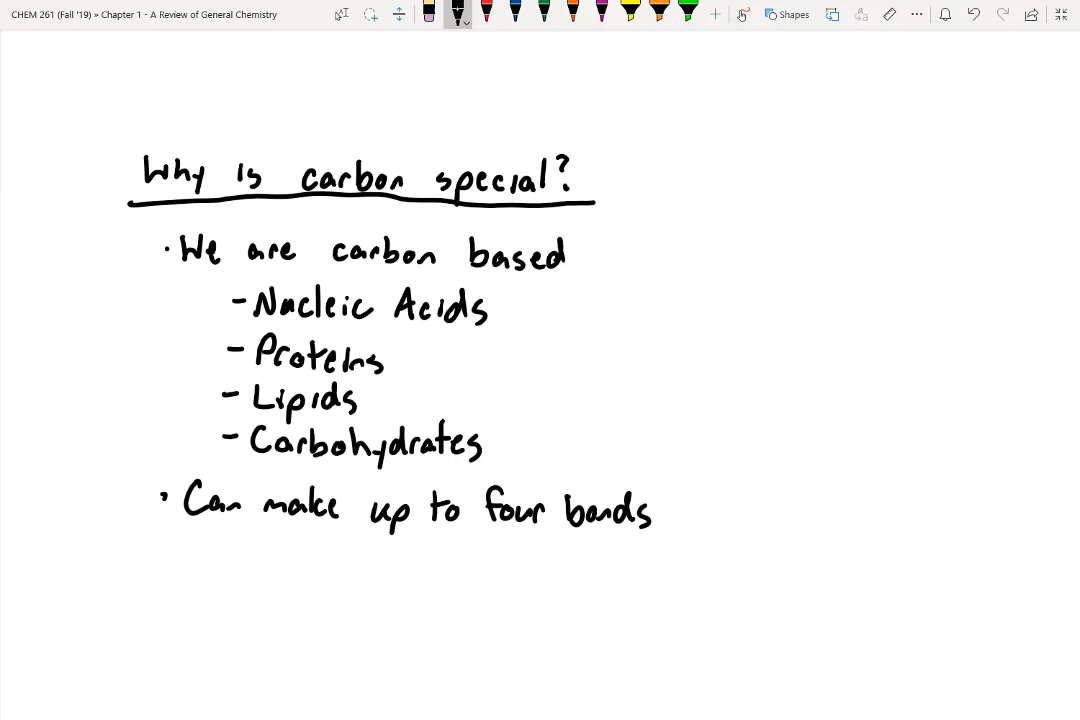 CHEM 261 (Fall '19) » Chapter 1 - A Review of General Chemistry
Shapes
Why is carbon special?
· We are carbon based
- Nucleic Acids
- Proteins
- Lipids
- Carbohydrates
· Can make up to four bonds